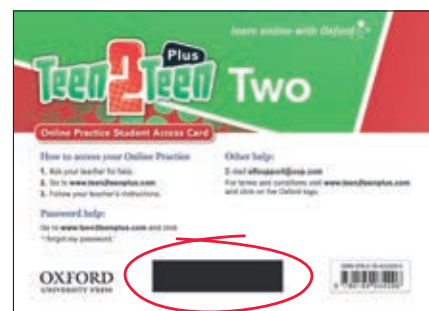 learn online with Oxford
Teen2Teen Plus
Two
Online Practice Student Access Card
How to access your Online Practice
1. Ask your teacher for help.
2. Go to www.teen2teenplus.com
3. Follow your teacher's instructions.
Password help:
Go to www.teen2teenplus.com and click
"I forgot my password."
Other help:
E-mail eltsupport@oup.com
For terms and conditions visit www.teen2teenplus.com
and click on the Oxford logo.
OXFORD
UNIVERSITY PRESS